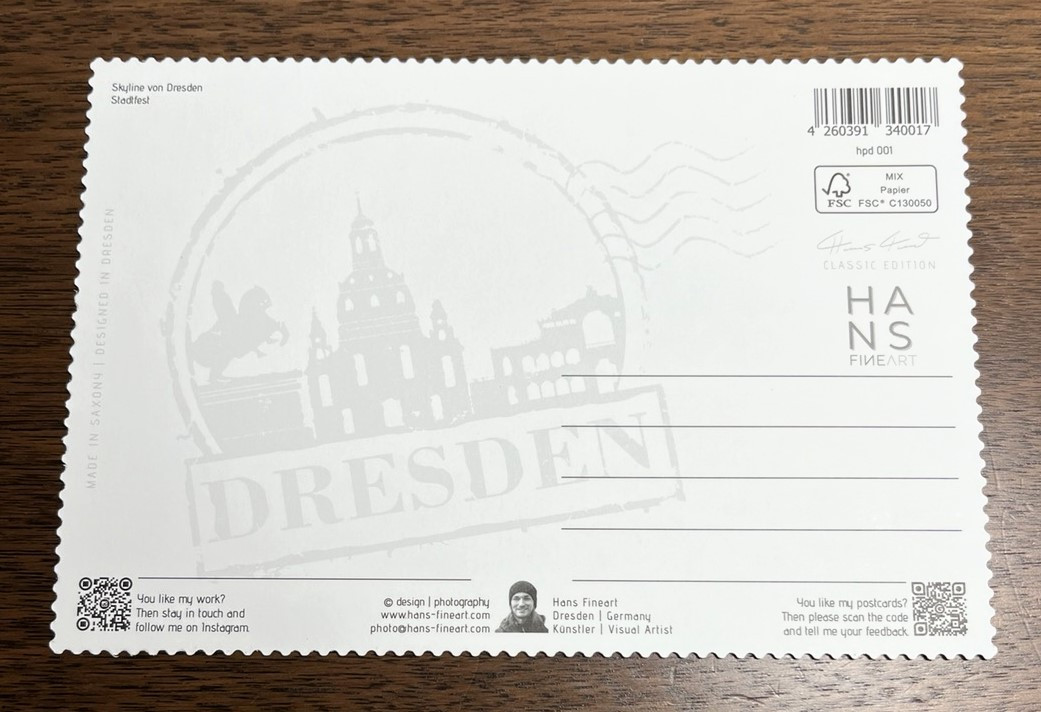 Skyline von Dresden
Stadtfest
4 260391 340017
hpd 001
MIX
Papier
FSC FSC® C130050
CLASSIC EDITION
HA
NS
FINEART
MADE IN SAXONY | DESIGNED IN DRESDEN
DRESDEN
You like my work?
Then stay in touch and
follow me on Instagram.
© design | photography
www.hans-fineart.com
photo@hans-fineart.com
Hans Fineart
Dresden | Germany
Künstler | Visual Artist
You like my postcards?
Then please scan the code
and tell me your feedback.